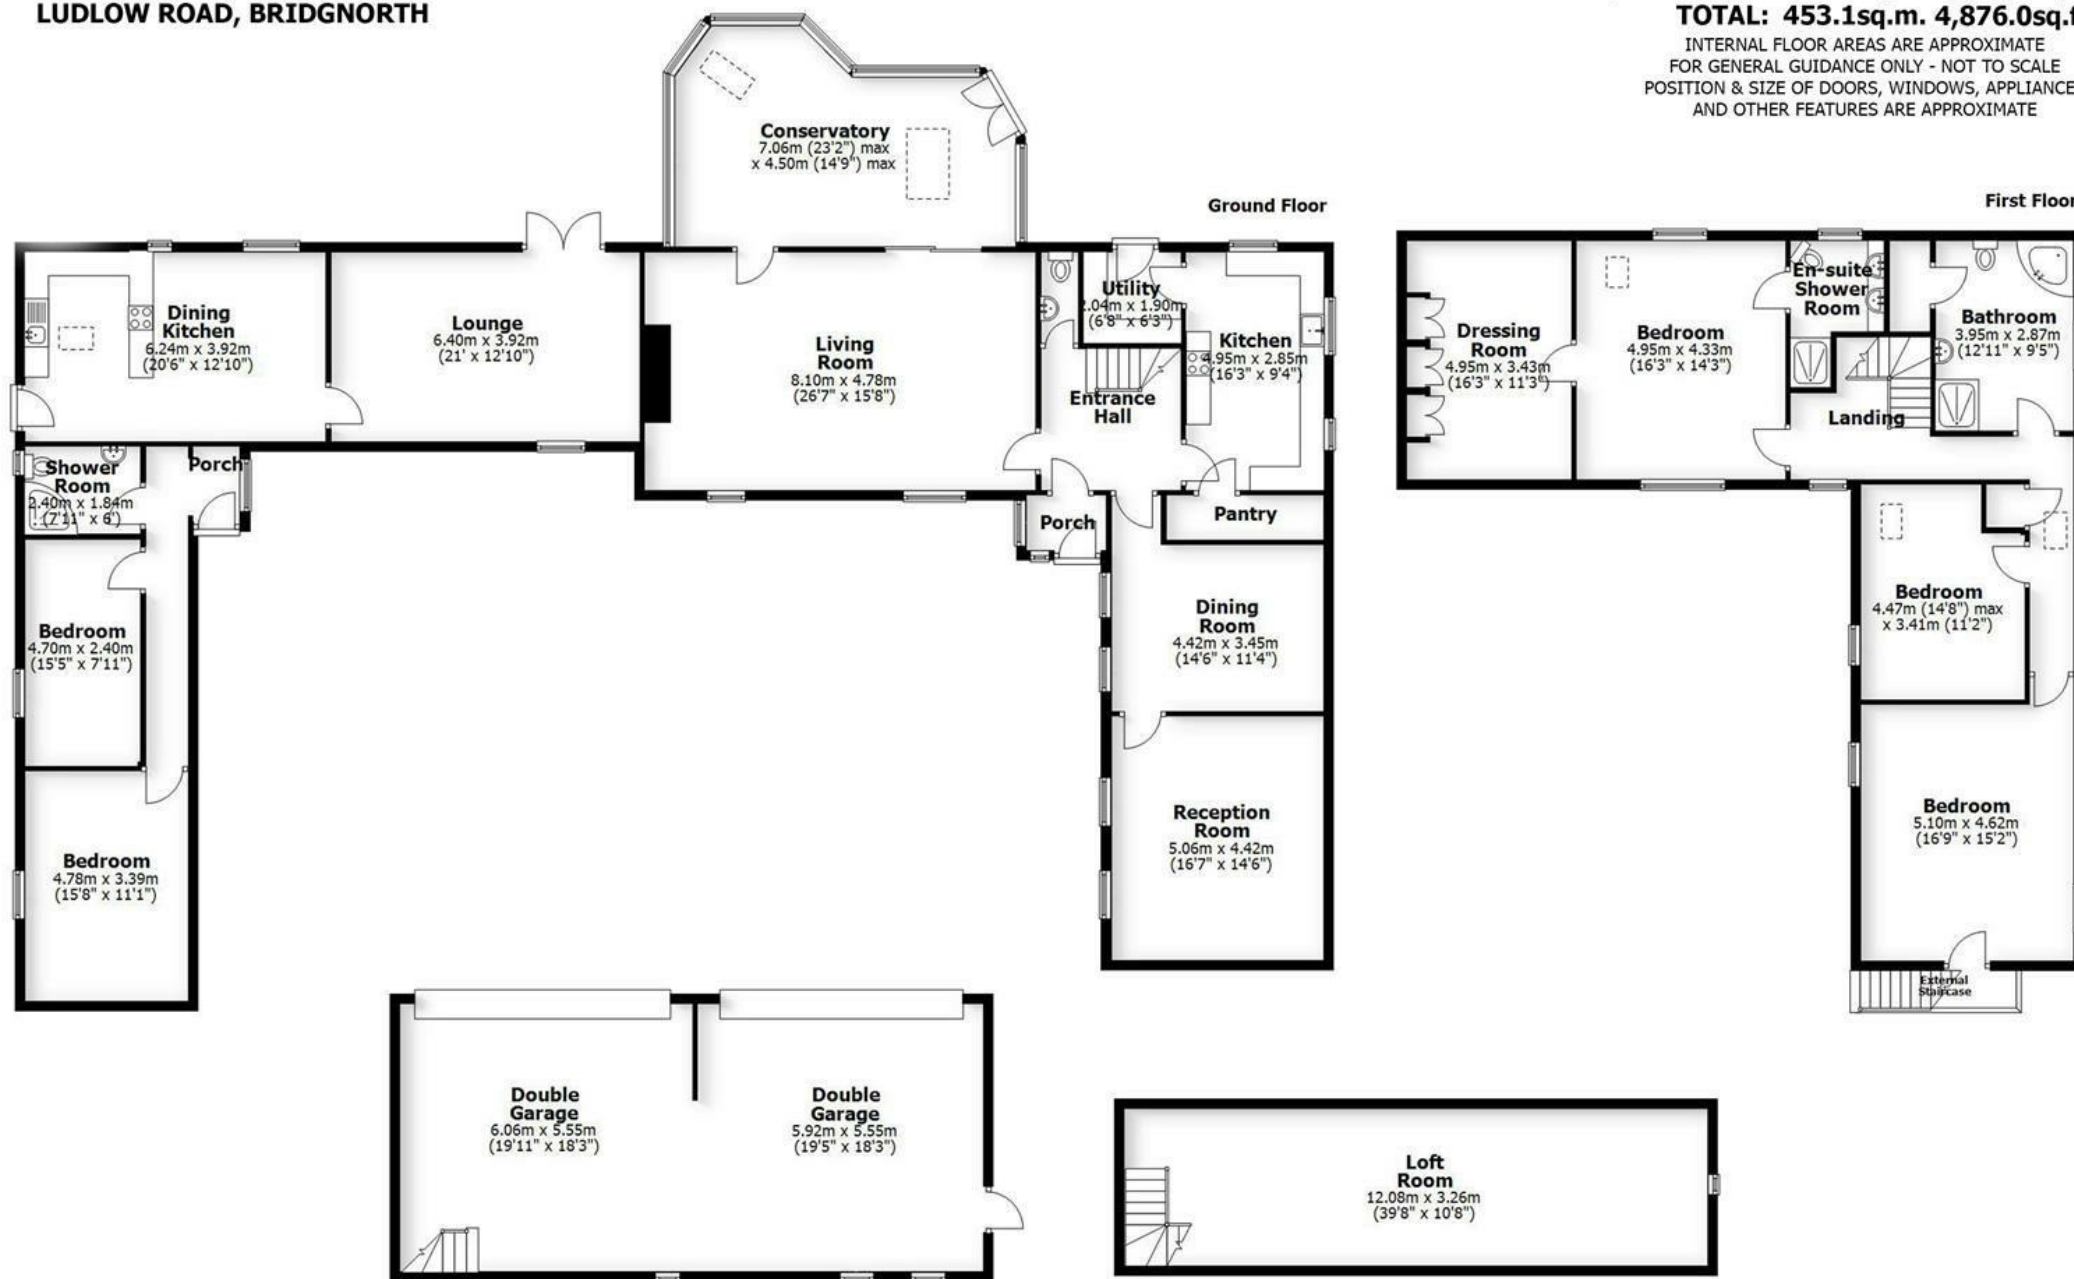 LUDLOW ROAD, BRIDGNORTH
TOTAL: 453.1sq.m. 4,876.0sq.f
INTERNAL FLOOR AREAS ARE APPROXIMATE
FOR GENERAL GUIDANCE ONLY - NOT TO SCALE
POSITION & SIZE OF DOORS, WINDOWS, APPLIANCE
AND OTHER FEATURES ARE APPROXIMATE
Conservatory
7.06m (23'2") max
x 4.50m (14'9") max
Ground Floor
Dining
Kitchen
6.24m x 3.92m
(20'6" x 12'10")
Lounge
6.40m x 3.92m
(21' x 12'10")
Living
Room
8.10m x 4.78m
(26'7" x 15'8")
Utility
2.04m x 1.90m
(6'8" x 6'3")
Kitchen
4.95m x 2.85m
(16'3" x 9'4")
Entrance
Hall
Shower
Room
2.40m x 1.84m
(7'11" x 6')
Porch
Porch
Pantry
Bedroom
4.70m x 2.40m
(15'5" x 7'11")
Dining
Room
4.42m x 3.45m
(14'6" x 11'4")
Bedroom
4.78m x 3.39m
(15'8" x 11'1")
Reception
Room
5.06m x 4.42m
(16'7" x 14'6")
First Floor
Dressing
Room
4.95m x 3.43m
(16'3" x 11'3")
Bedroom
4.95m x 4.33m
(16'3" x 14'3")
En-suite
Shower
Room
Bathroom
3.95m x 2.87m
(12'11" x 9'5")
Landing
Bedroom
4.47m (14'8") max
x 3.41m (11'2")
Bedroom
5.10m x 4.62m
(16'9" x 15'2")
External
Staircase
Double
Garage
6.06m x 5.55m
(19'11" x 18'3")
Double
Garage
5.92m x 5.55m
(19'5" x 18'3")
Loft
Room
12.08m x 3.26m
(39'8" x 10'8")